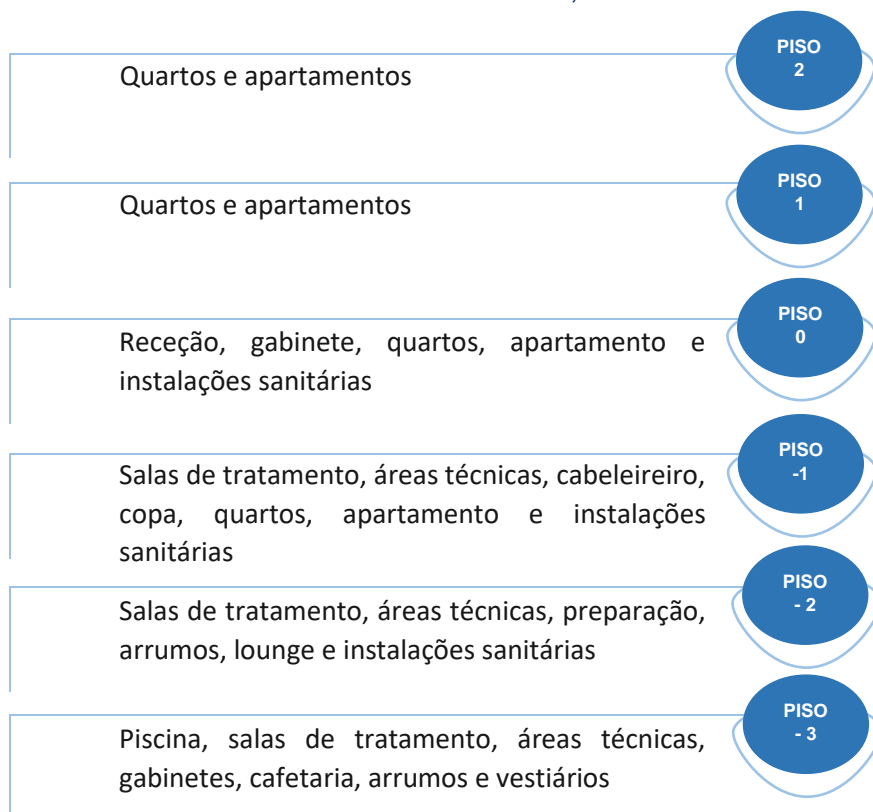 PISO
2
Quartos e apartamentos
PISO
1
Quartos e apartamentos
PISO
0
Receção, gabinete, quartos, apartamento e
instalações sanitárias
PISO
-1
Salas de tratamento, áreas técnicas, cabeleireiro,
copa, quartos, apartamento e instalações
sanitárias
PISO
- 2
Salas de tratamento, áreas técnicas, preparação,
arrumos, lounge e instalações sanitárias
PISO
- 3
Piscina, salas de tratamento, áreas técnicas,
gabinetes, cafetaria, arrumos e vestiários